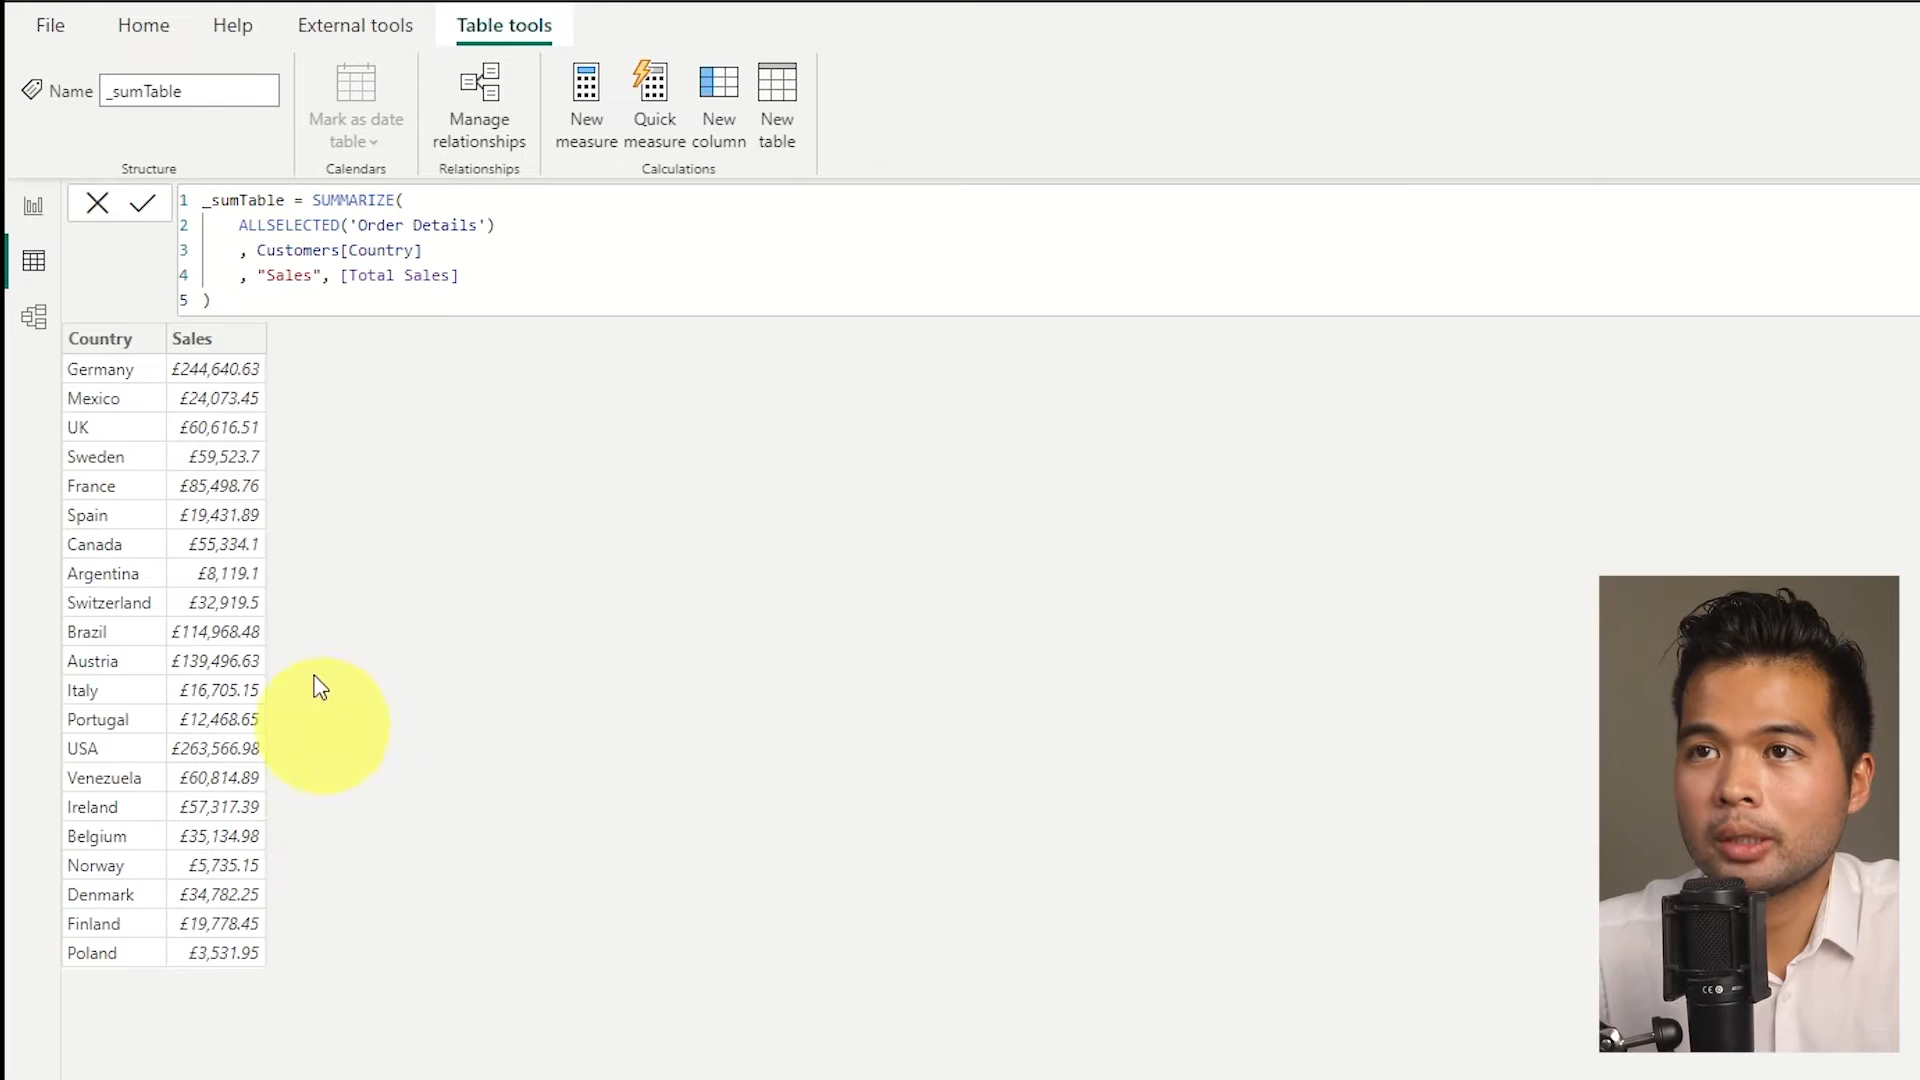 File Home Help External tools Table tools
Name _sumTable
Mark as date table
Manage relationships
New measure
Quick measure
New column
New table
Structure Calendars Relationships Calculations
1 _sumTable = SUMMARIZE(
2 ALLSELECTED('Order Details')
3 , Customers[Country]
4 , "Sales", [Total Sales]
5 )
Country Sales
Germany £244,640.63
Mexico £24,073.45
UK £60,616.51
Sweden £59,523.7
France £85,498.76
Spain £19,431.89
Canada £55,334.1
Argentina £8,119.1
Switzerland £32,919.5
Brazil £114,968.48
Austria £139,496.63
Italy £16,705.15
Portugal £12,468.65
USA £263,566.98
Venezuela £60,814.89
Ireland £57,317.39
Belgium £35,134.98
Norway £5,735.15
Denmark £34,782.25
Finland £19,778.45
Poland £3,531.95